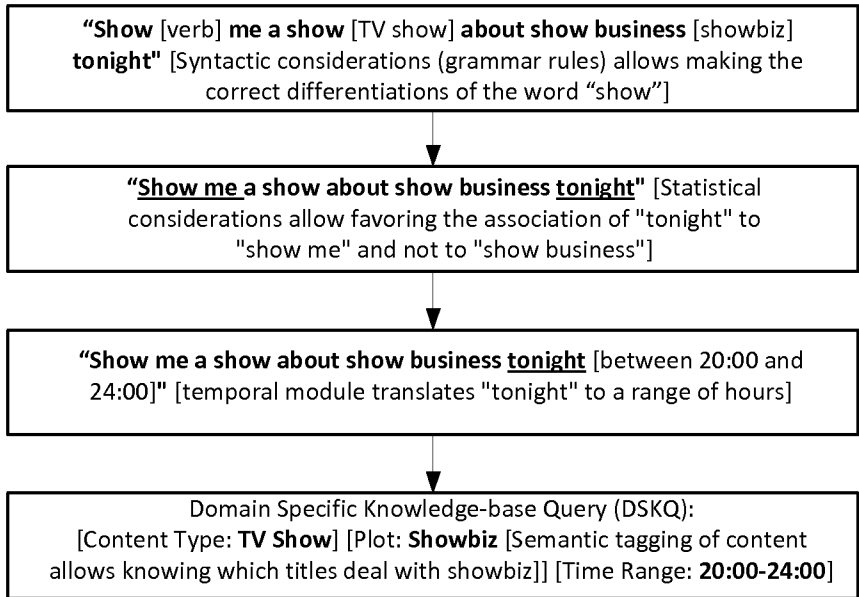 “Show [verb] me a show [TV show] about show business [showbiz]
tonight" [Syntactic considerations (grammar rules) allows making the
correct differentiations of the word “show”]
“Show me a show about show business tonight" [Statistical
considerations allow favoring the association of "tonight" to
"show me" and not to "show business"]
“Show me a show about show business tonight [between 20:00 and
24:00]" [temporal module translates "tonight" to a range of hours]
Domain Specific Knowledge-base Query (DSKQ):
[Content Type: TV Show] [Plot: Showbiz [Semantic tagging of content
allows knowing which titles deal with showbiz]] [Time Range: 20:00-24:00]